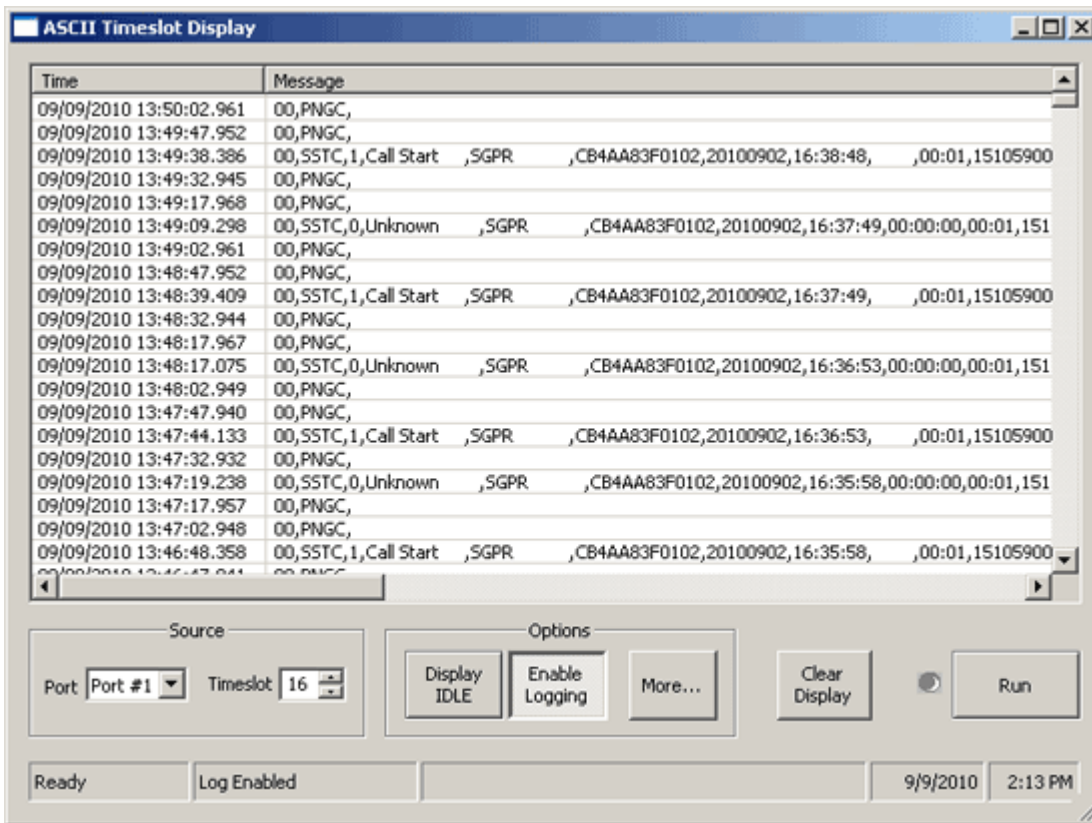 ASCII Timeslot Display
Time Message
09/09/2010 13:50:02.961 00,PNGC,
09/09/2010 13:49:47.952 00,PNGC,
09/09/2010 13:49:38.386 00,SSTC,1,Call Start ,SGPR ,CB4AA83F0102,20100902,16:38:48, ,00:01,15105900
09/09/2010 13:49:32.945 00,PNGC,
09/09/2010 13:49:17.968 00,PNGC,
09/09/2010 13:49:09.298 00,SSTC,0,Unknown ,SGPR ,CB4AA83F0102,20100902,16:37:49,00:00:00,00:01,151
09/09/2010 13:49:02.961 00,PNGC,
09/09/2010 13:48:47.952 00,PNGC,
09/09/2010 13:48:39.409 00,SSTC,1,Call Start ,SGPR ,CB4AA83F0102,20100902,16:37:49, ,00:01,15105900
09/09/2010 13:48:32.944 00,PNGC,
09/09/2010 13:48:17.967 00,PNGC,
09/09/2010 13:48:17.075 00,SSTC,0,Unknown ,SGPR ,CB4AA83F0102,20100902,16:36:53,00:00:00,00:01,151
09/09/2010 13:48:02.949 00,PNGC,
09/09/2010 13:47:47.940 00,PNGC,
09/09/2010 13:47:44.133 00,SSTC,1,Call Start ,SGPR ,CB4AA83F0102,20100902,16:36:53, ,00:01,15105900
09/09/2010 13:47:32.932 00,PNGC,
09/09/2010 13:47:19.238 00,SSTC,0,Unknown ,SGPR ,CB4AA83F0102,20100902,16:35:58,00:00:00,00:01,151
09/09/2010 13:47:17.957 00,PNGC,
09/09/2010 13:47:02.948 00,PNGC,
09/09/2010 13:46:48.358 00,SSTC,1,Call Start ,SGPR ,CB4AA83F0102,20100902,16:35:58, ,00:01,15105900
Source
Options
Port Port #1 Timeslot 16
Display IDLE
Enable Logging
More...
Clear Display
Run
Ready Log Enabled 9/9/2010 2:13 PM